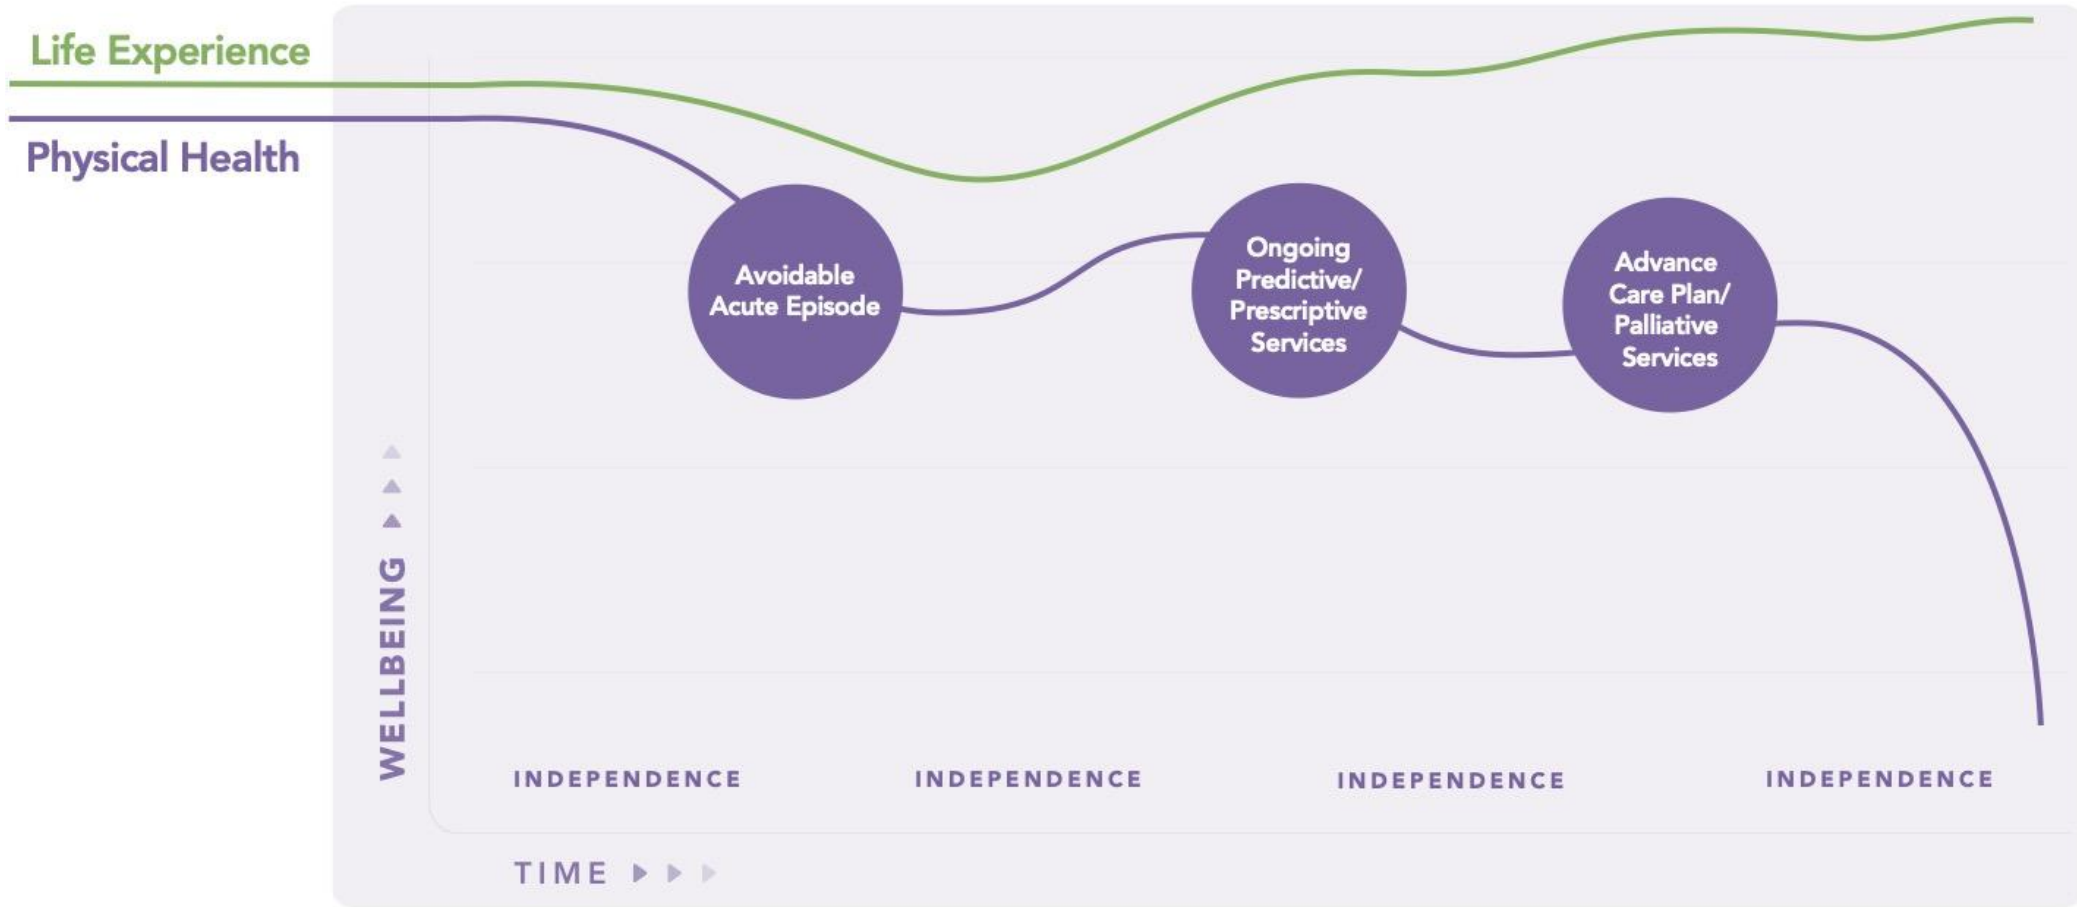 Life Experience
Physical Health
Avoidable
Acute Episode
Ongoing
Predictive/
Prescriptive
Services
Advance
Care Plan/
Palliative
Services
WELLBEING
INDEPENDENCE
INDEPENDENCE
INDEPENDENCE
INDEPENDENCE
TIME